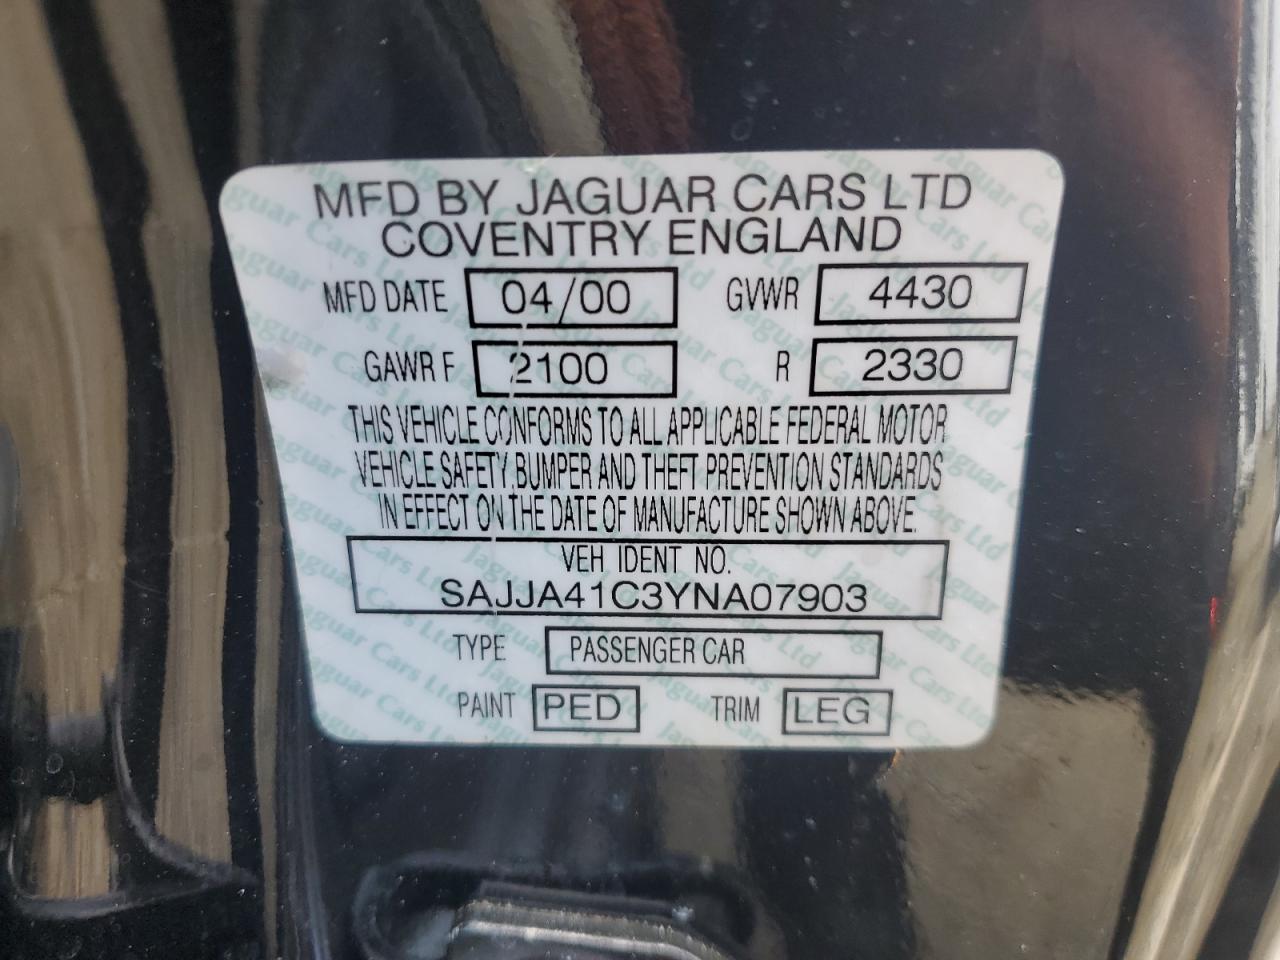 MFD BY JAGUAR CARS LTD
COVENTRY ENGLAND
MFD DATE 04/00 GVWR 4430
GAWR F 2100 R 2330
THIS VEHICLE CONFORMS TO ALL APPLICABLE FEDERAL MOTOR
VEHICLE SAFETY, BUMPER AND THEFT PREVENTION STANDARDS
IN EFFECT ON THE DATE OF MANUFACTURE SHOWN ABOVE.
VEH IDENT NO.
SAJJA41C3YNA07903
TYPE PASSENGER CAR
PAINT PED TRIM LEG